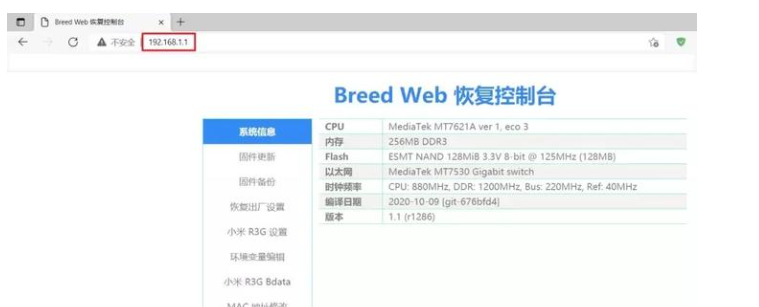 Breed Web 恢复控制台
不安全 192.168.1.1
Breed Web 恢复控制台
系统信息
固件更新
固件备份
恢复出厂设置
小米 R3G 设置
环境变量编辑
小米 R3G Bdata
MAC 地址修改
CPU MediaTek MT7621A ver 1, eco 3
内存 256MB DDR3
Flash ESMT NAND 128MiB 3.3V 8-bit @ 125MHz (128MB)
以太网 MediaTek MT7530 Gigabit switch
时钟频率 CPU: 880MHz, DDR: 1200MHz, Bus: 220MHz, Ref: 40MHz
编译日期 2020-10-09 [git-676bfd4]
版本 1.1 (r1286)